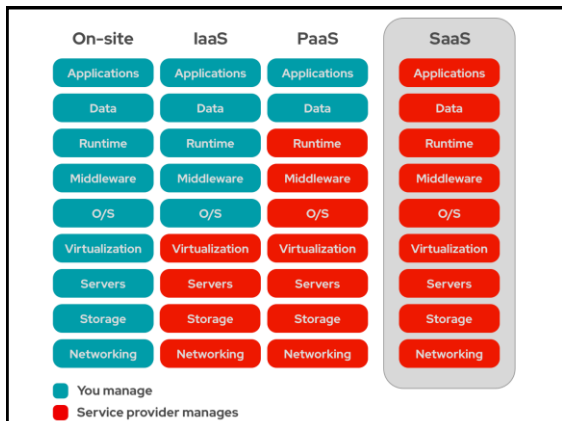 On-site IaaS PaaS SaaS
Applications Applications Applications Applications
Data Data Data Data
Runtime Runtime Runtime Runtime
Middleware Middleware Middleware Middleware
O/S O/S O/S O/S
Virtualization Virtualization Virtualization Virtualization
Servers Servers Servers Servers
Storage Storage Storage Storage
Networking Networking Networking Networking
You manage
Service provider manages